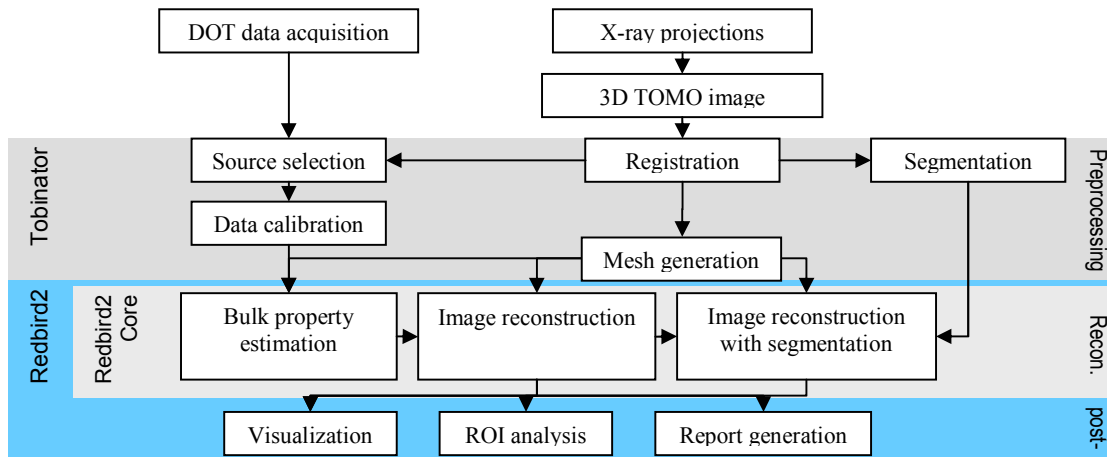 DOT data acquisition
X-ray projections
3D TOMO image
Tobinator
Source selection
Registration
Segmentation
Preprocessing
Data calibration
Mesh generation
Redbird2
Redbird2
Core
Bulk property
estimation
Image reconstruction
Image reconstruction
with segmentation
Recon.
Visualization
ROI analysis
Report generation
post-